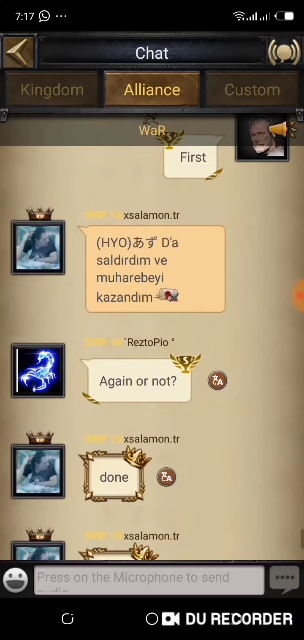 7:17
Chat
Kingdom
Alliance
Custom
WaR
First
xsalamon.tr
(HYO)あず D'a
saldırdım ve
muharebeyi
kazandım
ReztoPio °
Again or not?
xsalamon.tr
done
xsalamon.tr
Press on the Microphone to send
DU RECORDER